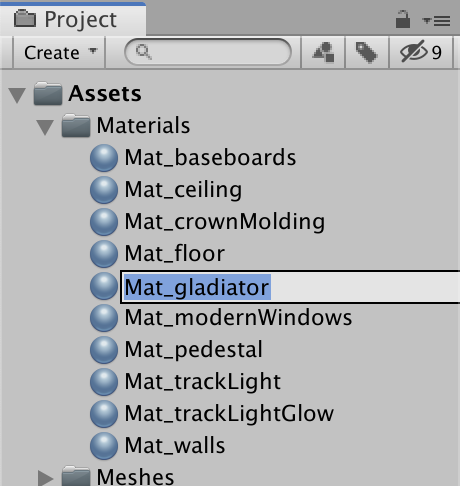 Project
Create 9
Assets
Materials
Mat_baseboards
Mat_ceiling
Mat_crownMolding
Mat_floor
Mat_gladiator
Mat_modernWindows
Mat_pedestal
Mat_trackLight
Mat_trackLightGlow
Mat_walls
Meshes